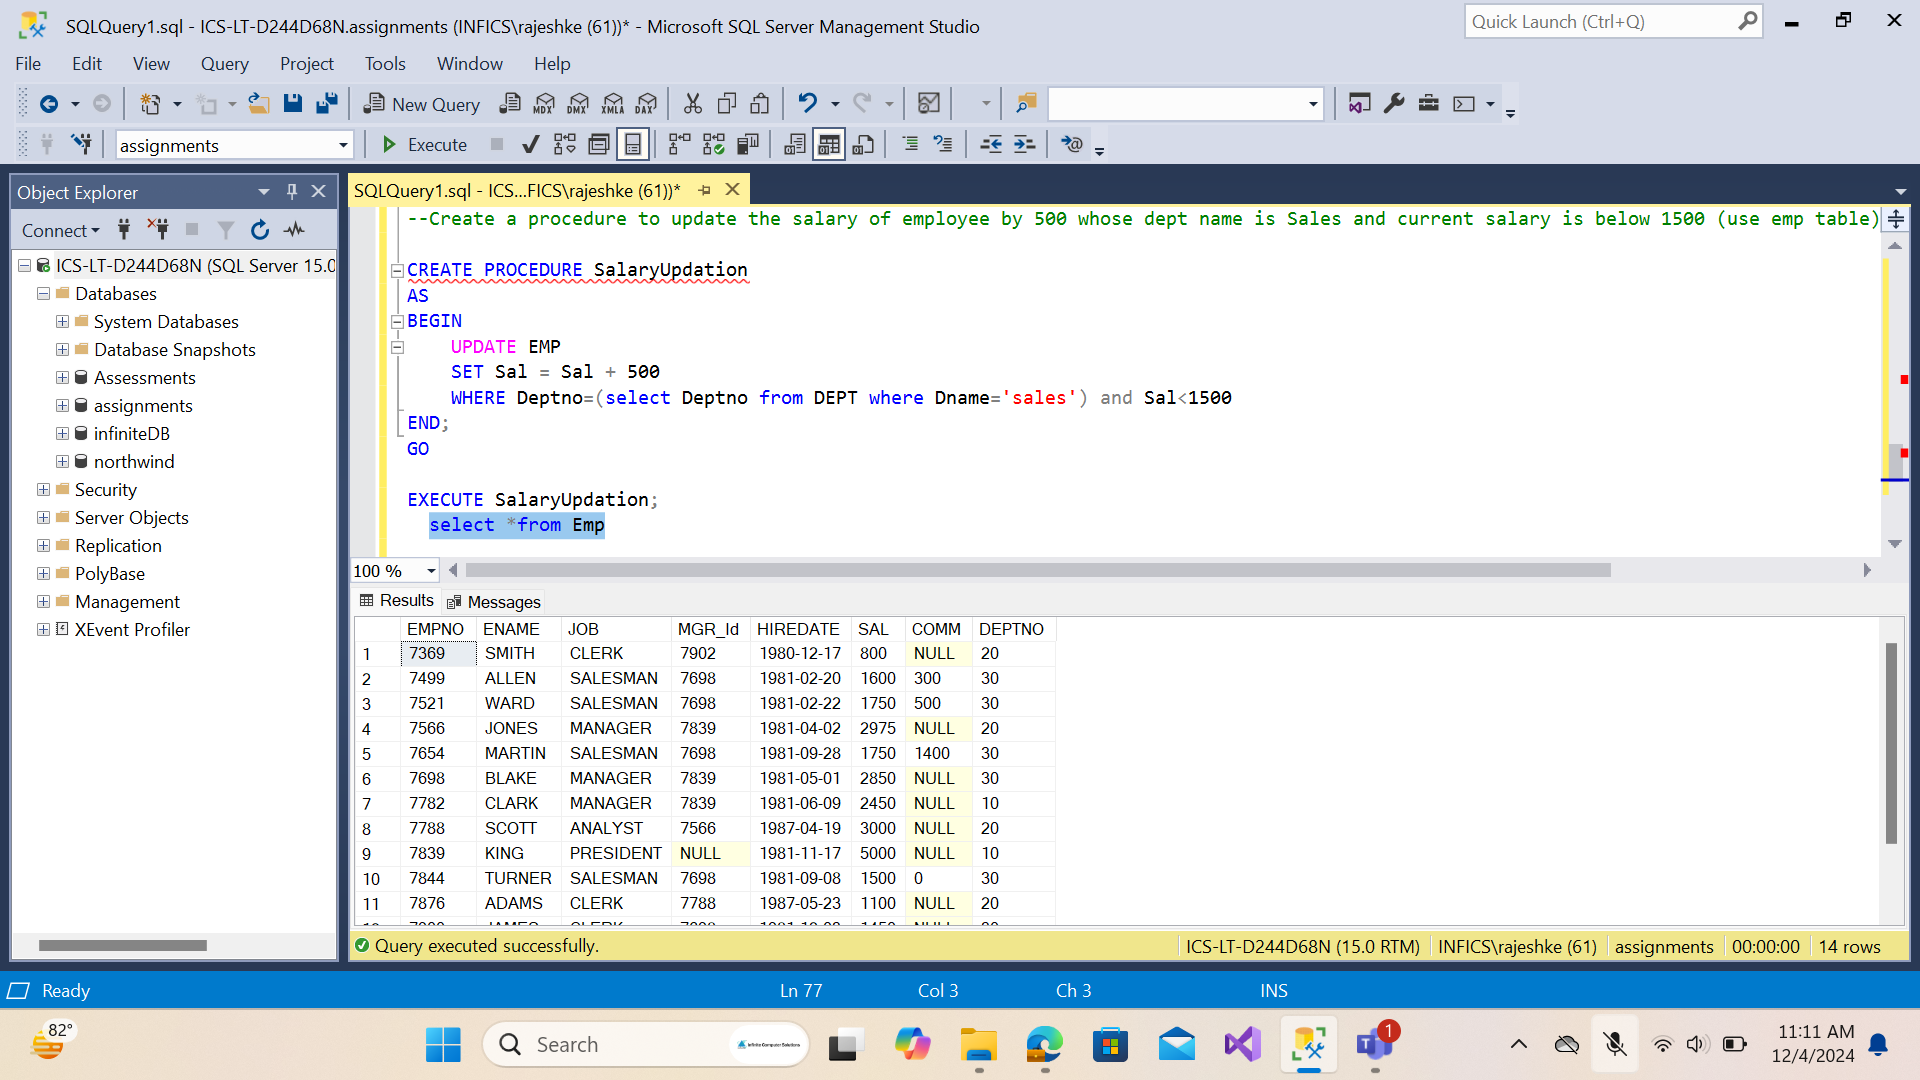 SQLQuery1.sql - ICS-LT-D244D68N.assignments (INFICS\rajeshke (61))* - Microsoft SQL Server Management Studio
Quick Launch (Ctrl+Q)
File Edit View Query Project Tools Window Help
New Query MDX DMX XMLA DAX
assignments Execute
Object Explorer
SQLQuery1.sql - ICS...FICS\rajeshke (61))*
Connect
ICS-LT-D244D68N (SQL Server 15.0
Databases
System Databases
Database Snapshots
Assessments
assignments
infiniteDB
northwind
Security
Server Objects
Replication
PolyBase
Management
XEvent Profiler
--Create a procedure to update the salary of employee by 500 whose dept name is Sales and current salary is below 1500 (use emp table)
CREATE PROCEDURE SalaryUpdation
AS
BEGIN
UPDATE EMP
SET Sal = Sal + 500
WHERE Deptno=(select Deptno from DEPT where Dname='sales') and Sal<1500
END;
GO
EXECUTE SalaryUpdation;
select *from Emp
100 %
Results Messages
EMPNO ENAME JOB MGR_Id HIREDATE SAL COMM DEPTNO
1 7369 SMITH CLERK 7902 1980-12-17 800 NULL 20
2 7499 ALLEN SALESMAN 7698 1981-02-20 1600 300 30
3 7521 WARD SALESMAN 7698 1981-02-22 1750 500 30
4 7566 JONES MANAGER 7839 1981-04-02 2975 NULL 20
5 7654 MARTIN SALESMAN 7698 1981-09-28 1750 1400 30
6 7698 BLAKE MANAGER 7839 1981-05-01 2850 NULL 30
7 7782 CLARK MANAGER 7839 1981-06-09 2450 NULL 10
8 7788 SCOTT ANALYST 7566 1987-04-19 3000 NULL 20
9 7839 KING PRESIDENT NULL 1981-11-17 5000 NULL 10
10 7844 TURNER SALESMAN 7698 1981-09-08 1500 0 30
11 7876 ADAMS CLERK 7788 1987-05-23 1100 NULL 20
Query executed successfully. ICS-LT-D244D68N (15.0 RTM) INFICS\rajeshke (61) assignments 00:00:00 14 rows
Ready Ln 77 Col 3 Ch 3 INS
82° Search Infinite Computer Solutions 1 11:11 AM
12/4/2024